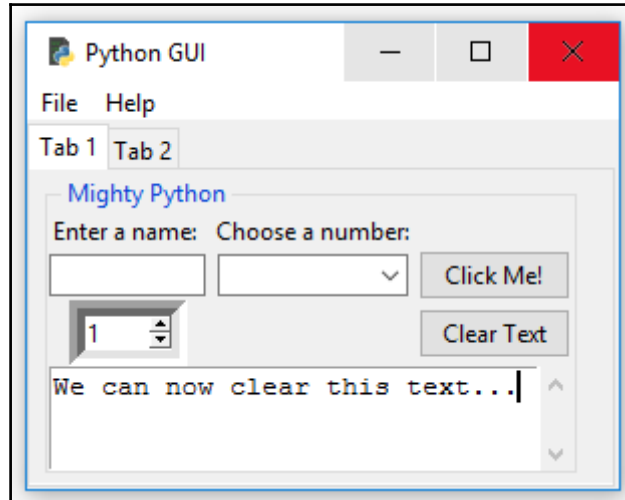 Python GUI
File Help
Tab 1 Tab 2
Mighty Python
Enter a name: Choose a number:
Click Me!
1 Clear Text
We can now clear this text...